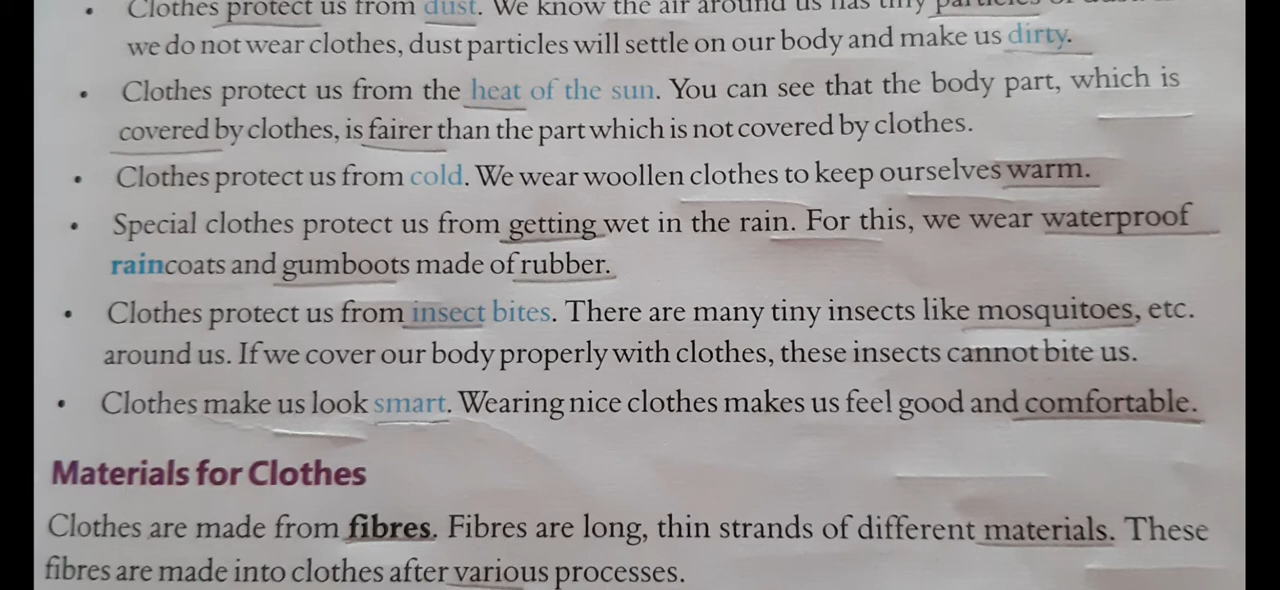 • Clothes protect us from dust. We know the air around us has tiny particles of
we do not wear clothes, dust particles will settle on our body and make us dirty.
• Clothes protect us from the heat of the sun. You can see that the body part, which is
covered by clothes, is fairer than the part which is not covered by clothes.
• Clothes protect us from cold. We wear woollen clothes to keep ourselves warm.
• Special clothes protect us from getting wet in the rain. For this, we wear waterproof
raincoats and gumboots made of rubber.
• Clothes protect us from insect bites. There are many tiny insects like mosquitoes, etc.
around us. If we cover our body properly with clothes, these insects cannot bite us.
• Clothes make us look smart. Wearing nice clothes makes us feel good and comfortable.
Materials for Clothes
Clothes are made from fibres. Fibres are long, thin strands of different materials. These
fibres are made into clothes after various processes.